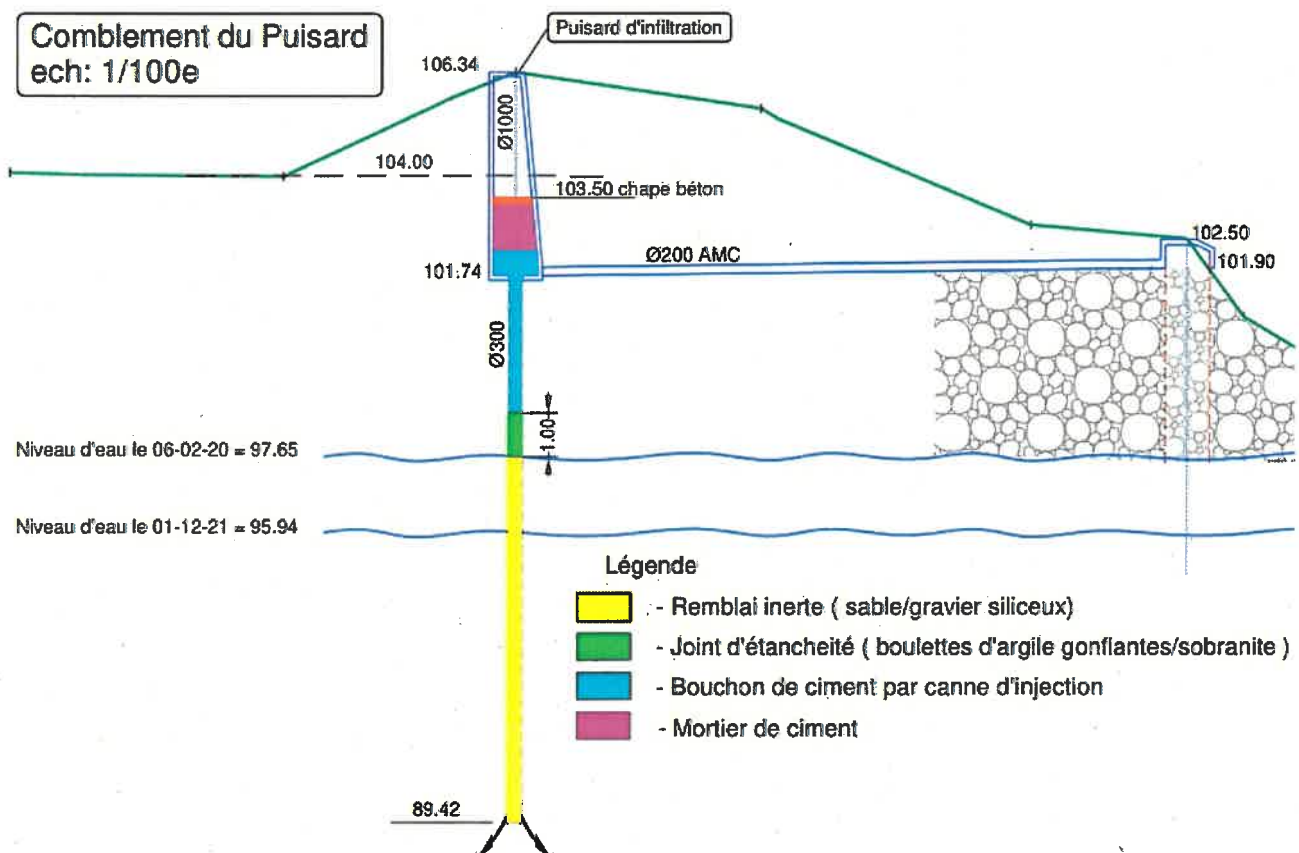 Comblement du Puisard
ech: 1/100e
Puisard d'infiltration
106.34
Ø1000
104.00
103.50 chape béton
102.50
Ø200 AMC
101.74
101.90
Ø300
1.00
Niveau d'eau le 06-02-20 = 97.65
Niveau d'eau le 01-12-21 = 95.94
Légende
- Remblai inerte ( sable/gravier siliceux)
- Joint d'étancheité ( boulettes d'argile gonflantes/sobranite )
- Bouchon de ciment par canne d'injection
- Mortier de ciment
89.42